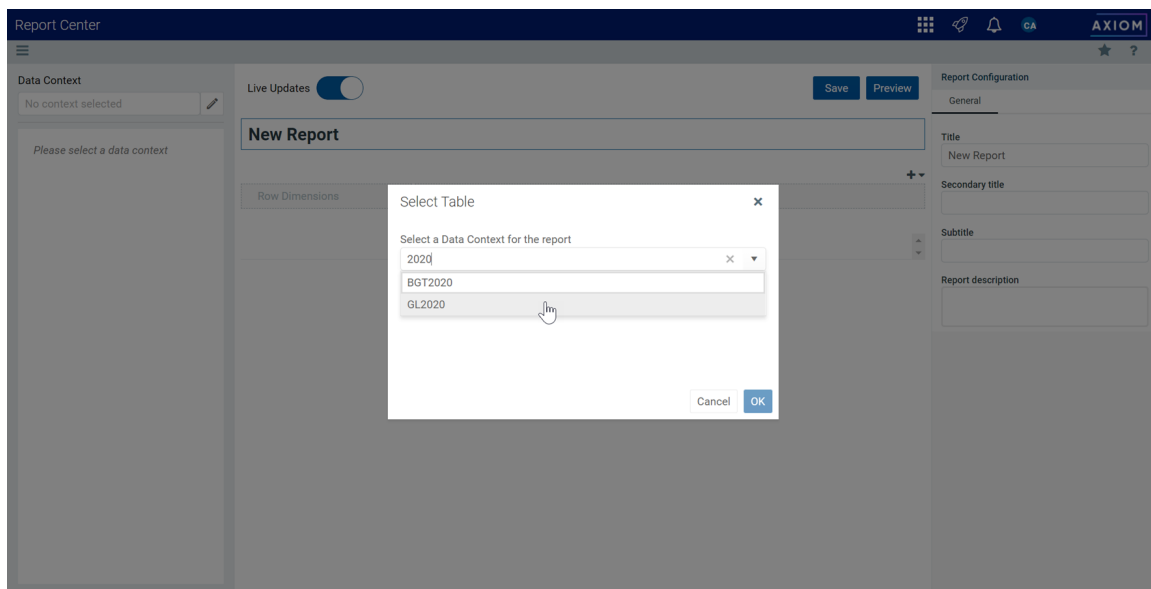 Report Center
CA
AXIOM
?
Data Context
No context selected
Please select a data context
Live Updates
Save
Preview
New Report
Row Dimensions
Select Table
Select a Data Context for the report
2020
BGT2020
GL2020
Cancel
OK
Report Configuration
General
Title
New Report
Secondary title
Subtitle
Report description